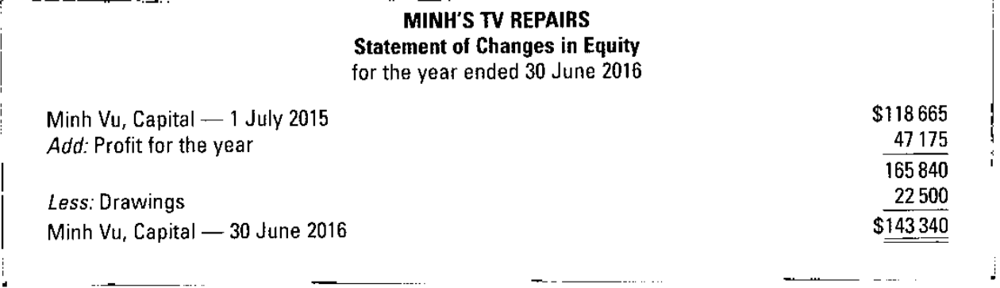 MINH'S TV REPAIRS
Statement of Changes in Equity
for the year ended 30 June 2016
Minh Vu, Capital — 1 July 2015 $118 665
Add: Profit for the year 47 175
165 840
Less: Drawings 22 500
Minh Vu, Capital — 30 June 2016 $143 340